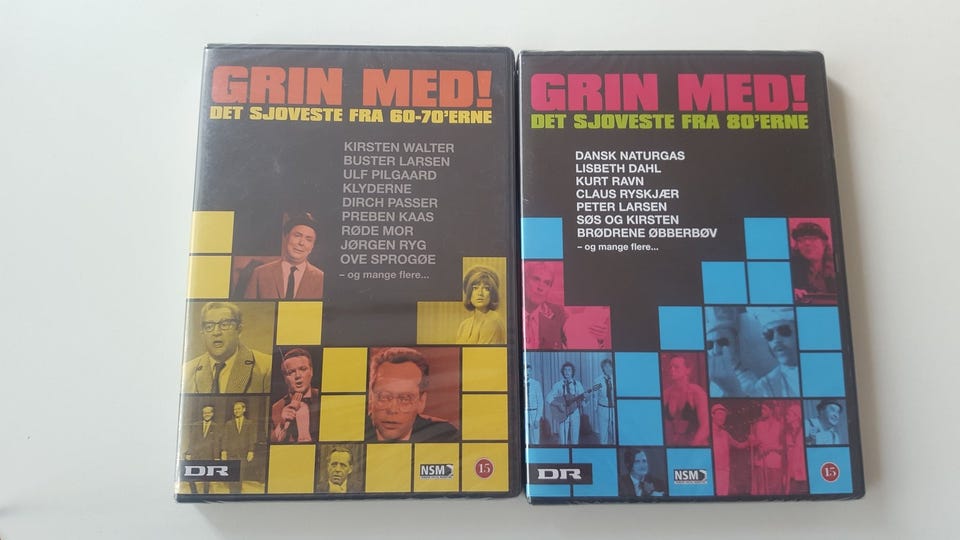 GRIN MED!
DET SJOVESTE FRA 60-70'ERNE
KIRSTEN WALTER
BUSTER LARSEN
ULF PILGAARD
KLYDERNE
DIRCH PASSER
PREBEN KAAS
RØDE MOR
JØRGEN RYG
OVE SPROGØE
– og mange flere...
DR
NSM
15
GRIN MED!
DET SJOVESTE FRA 80'ERNE
DANSK NATURGAS
LISBETH DAHL
KURT RAVN
CLAUS RYSKJÆR
PETER LARSEN
SØS OG KIRSTEN
BRØDRENE ØBBERBØV
– og mange flere...
DR
NSM
15